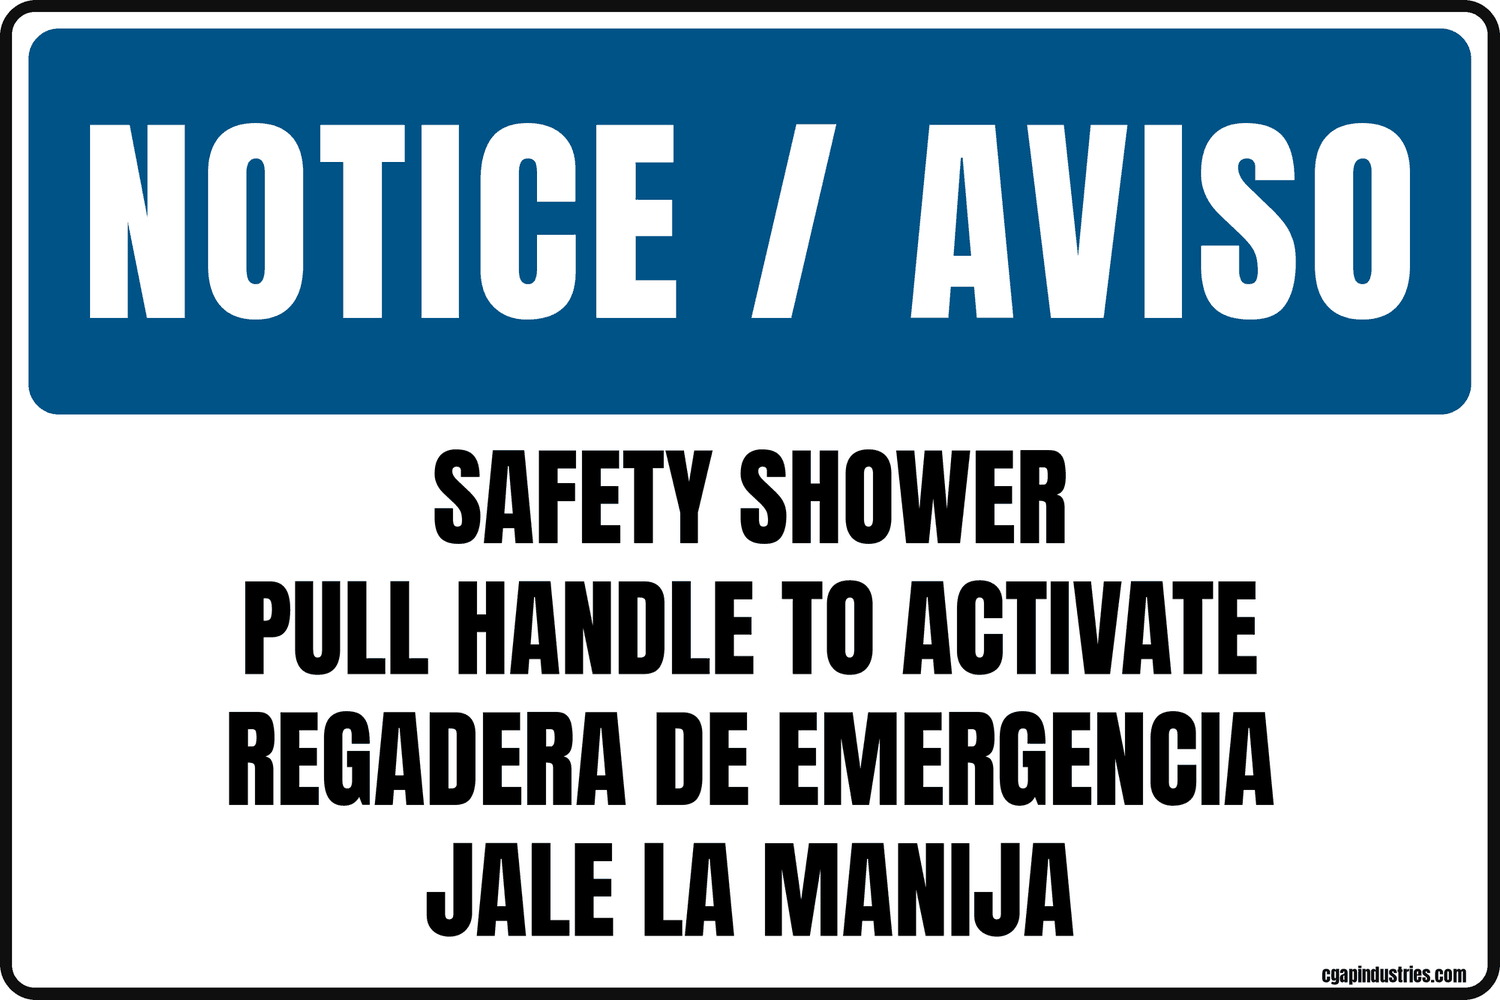 NOTICE / AVISO
SAFETY SHOWER
PULL HANDLE TO ACTIVATE
REGADERA DE EMERGENCIA
JALE LA MANIJA
cgapindustries.com